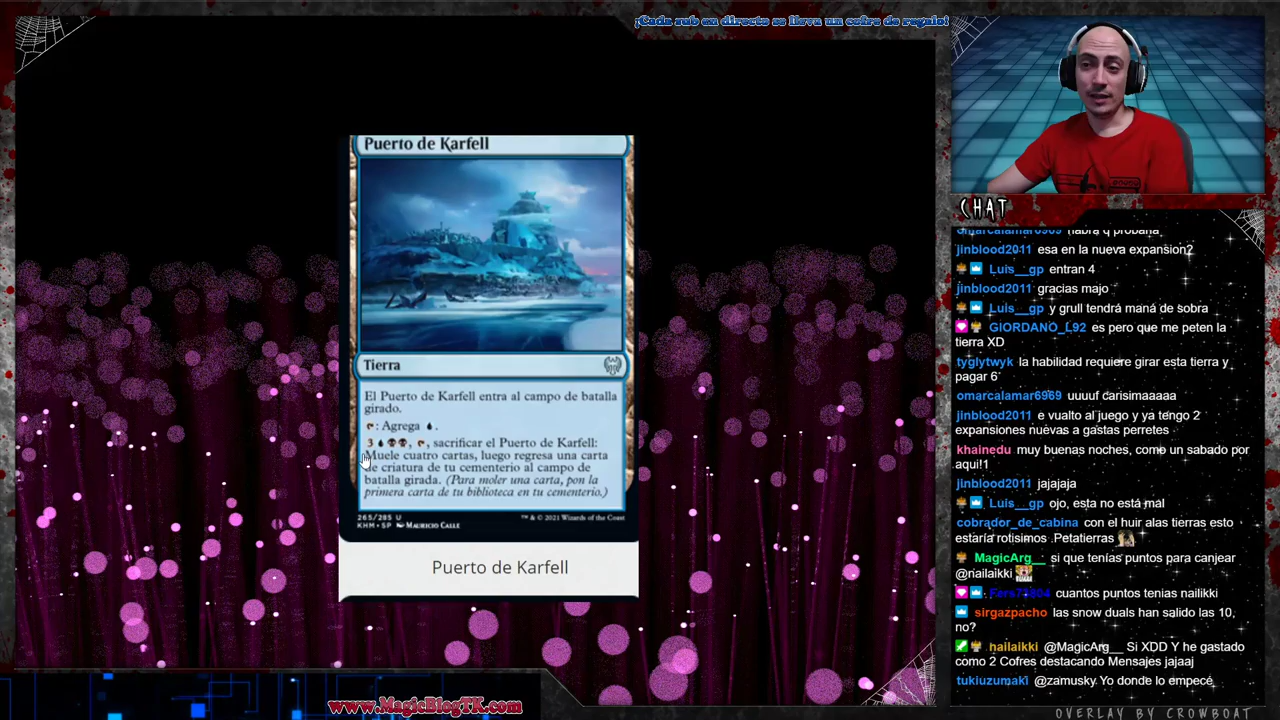 ¡Cada sub en directo se lleva un cofre de regalo!
Puerto de Karfell
Tierra
El Puerto de Karfell entra al campo de batalla
girado.
: Agrega .
3 , , sacrificar el Puerto de Karfell:
Muele cuatro cartas, luego regresa una carta
de criatura de tu cementerio al campo de
batalla girada. (Para moler una carta, pon la
primera carta de tu biblioteca en tu cementerio.)
265/285 U
KHM • SP Mauricio Calle
™ & © 2021 Wizards of the Coast
Puerto de Karfell
www.MagicBlogTK.com
CHAT
omarcalamar6969 habra q probarla
jinblood2011 esa en la nueva expansion?
Luis__gp entran 4
jinblood2011 gracias majo
Luis__gp y grull tendrá maná de sobra
GIORDANO_L92 es pero que me peten la
tierra XD
tyglytwyk la habilidad requiere girar esta tierra y
pagar 6
omarcalamar6969 uuuuf carisimaaaaa
jinblood2011 e vualto al juego y ya tengo 2
expansiones nuevas a gastas perretes
khainedu muy buenas noches, como un sabado por
aqui!1
jinblood2011 jajajaja
Luis__gp ojo, esta no está mal
cobrador_de_cabina con el huir alas tierras esto
estaría rotisimos Petatierras
MagicArg__ si que tenías puntos para canjear
@nailaikki
cuantos puntos tenias nailikki
sirgazpacho las snow duals han salido las 10,
no?
nailaikki @MagicArg__ Si XDD Y he gastado
como 2 Cofres destacando Mensajes jajaaj
tukiuzumaki @zamusky Yo donde lo empecé
OVERLAY BY CROWBOAT